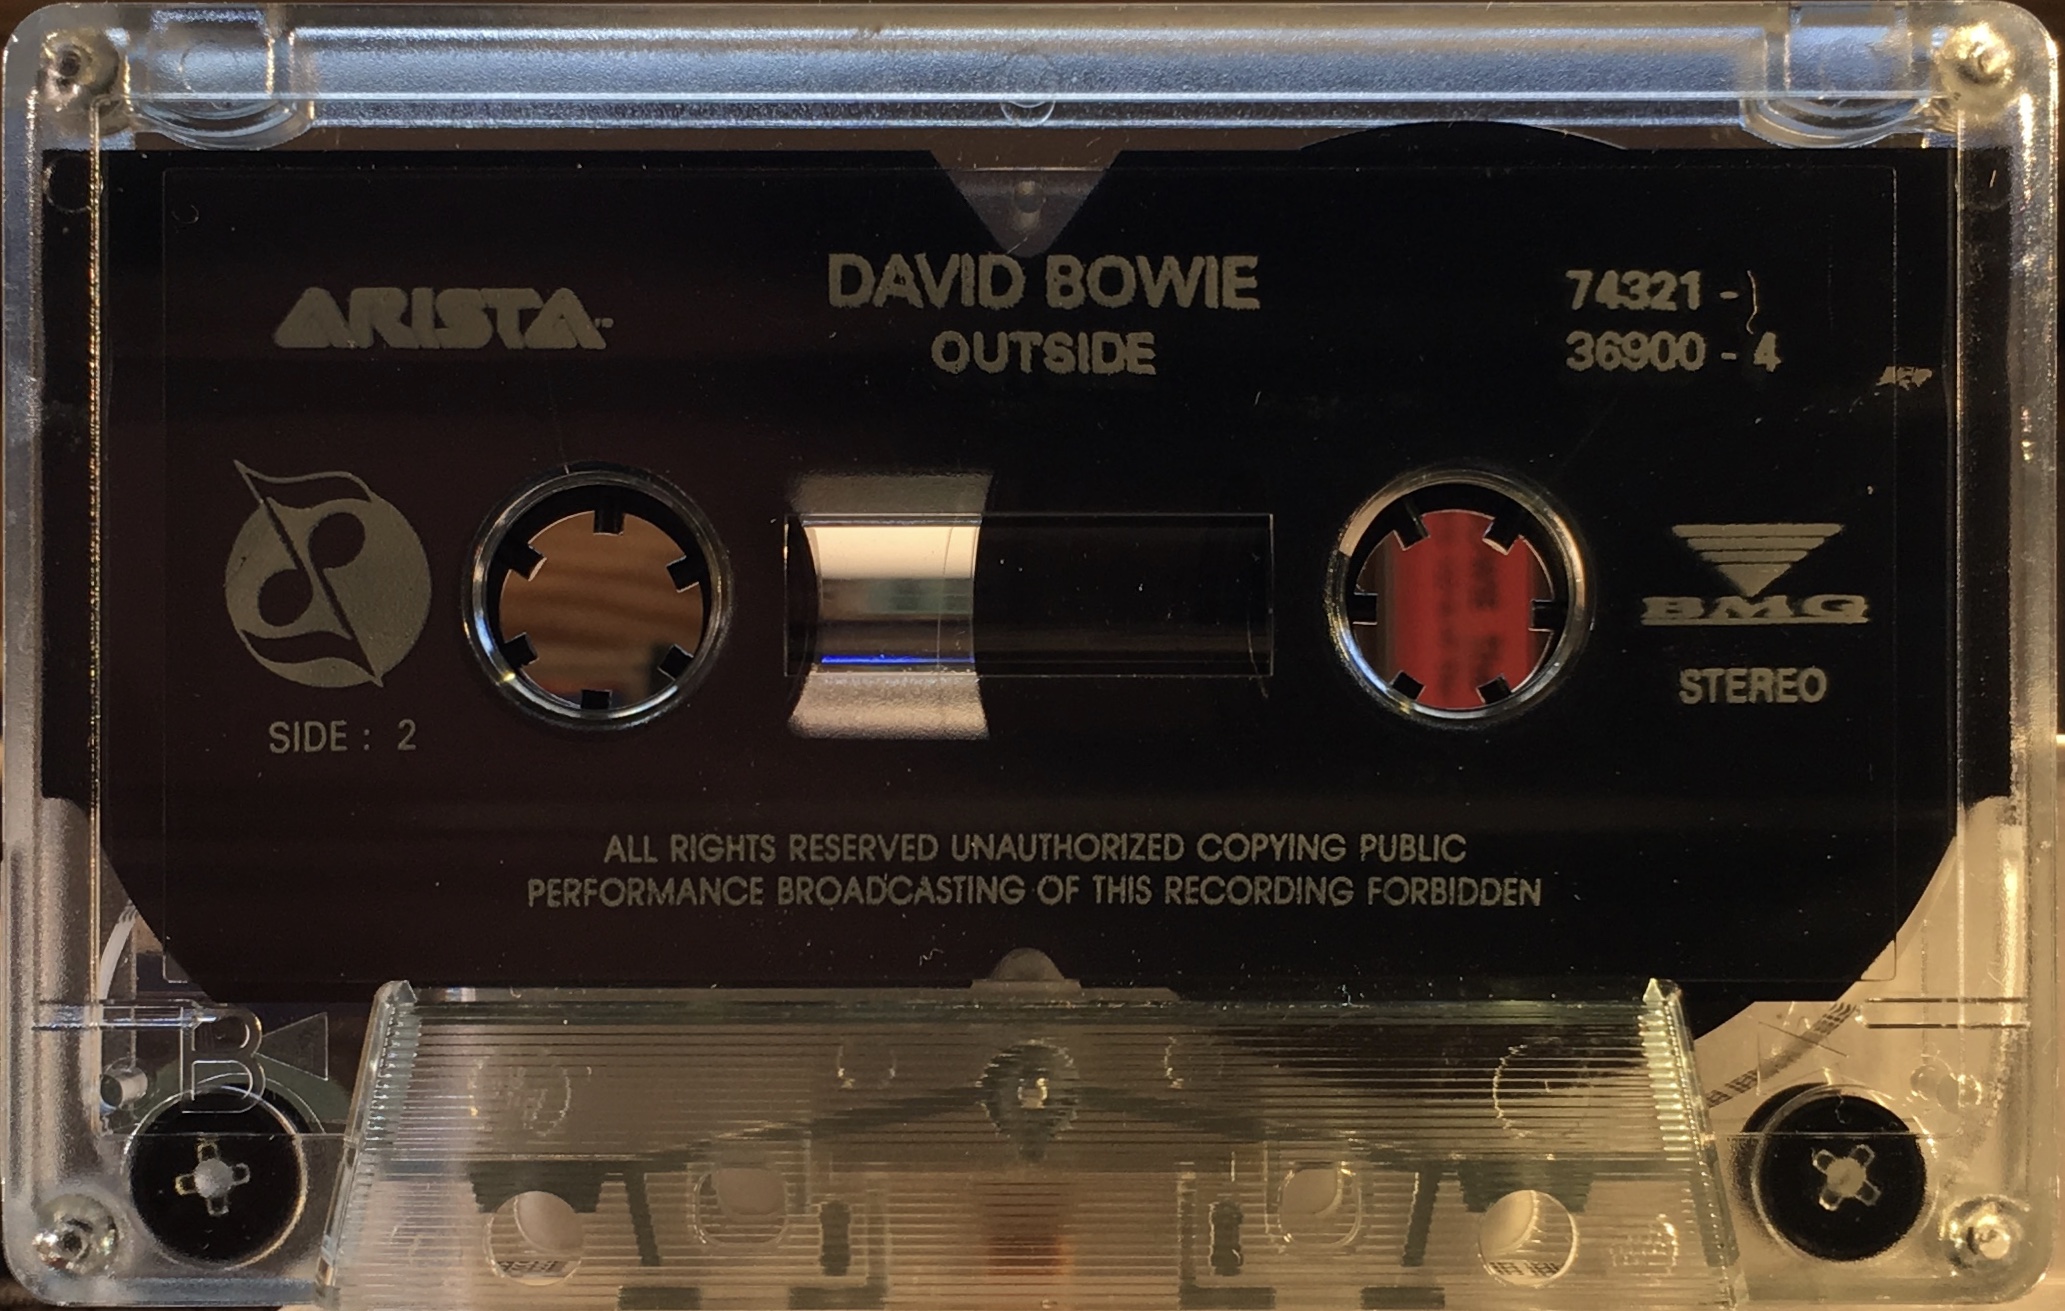 ARISTA
DAVID BOWIE
OUTSIDE
74321 -
36900 - 4
BMG
STEREO
SIDE : 2
ALL RIGHTS RESERVED UNAUTHORIZED COPYING PUBLIC
PERFORMANCE BROADCASTING OF THIS RECORDING FORBIDDEN
B